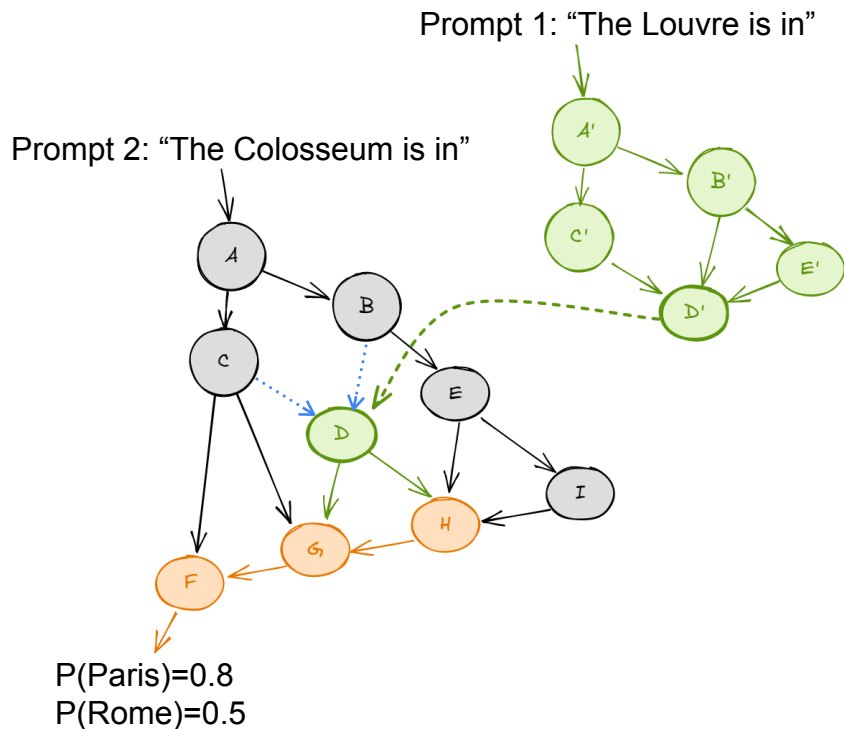 Prompt 1: “The Louvre is in”
A'
Prompt 2: “The Colosseum is in”
B'
C'
A
E'
B
D'
C
E
D
I
H
G
F
P(Paris)=0.8
P(Rome)=0.5